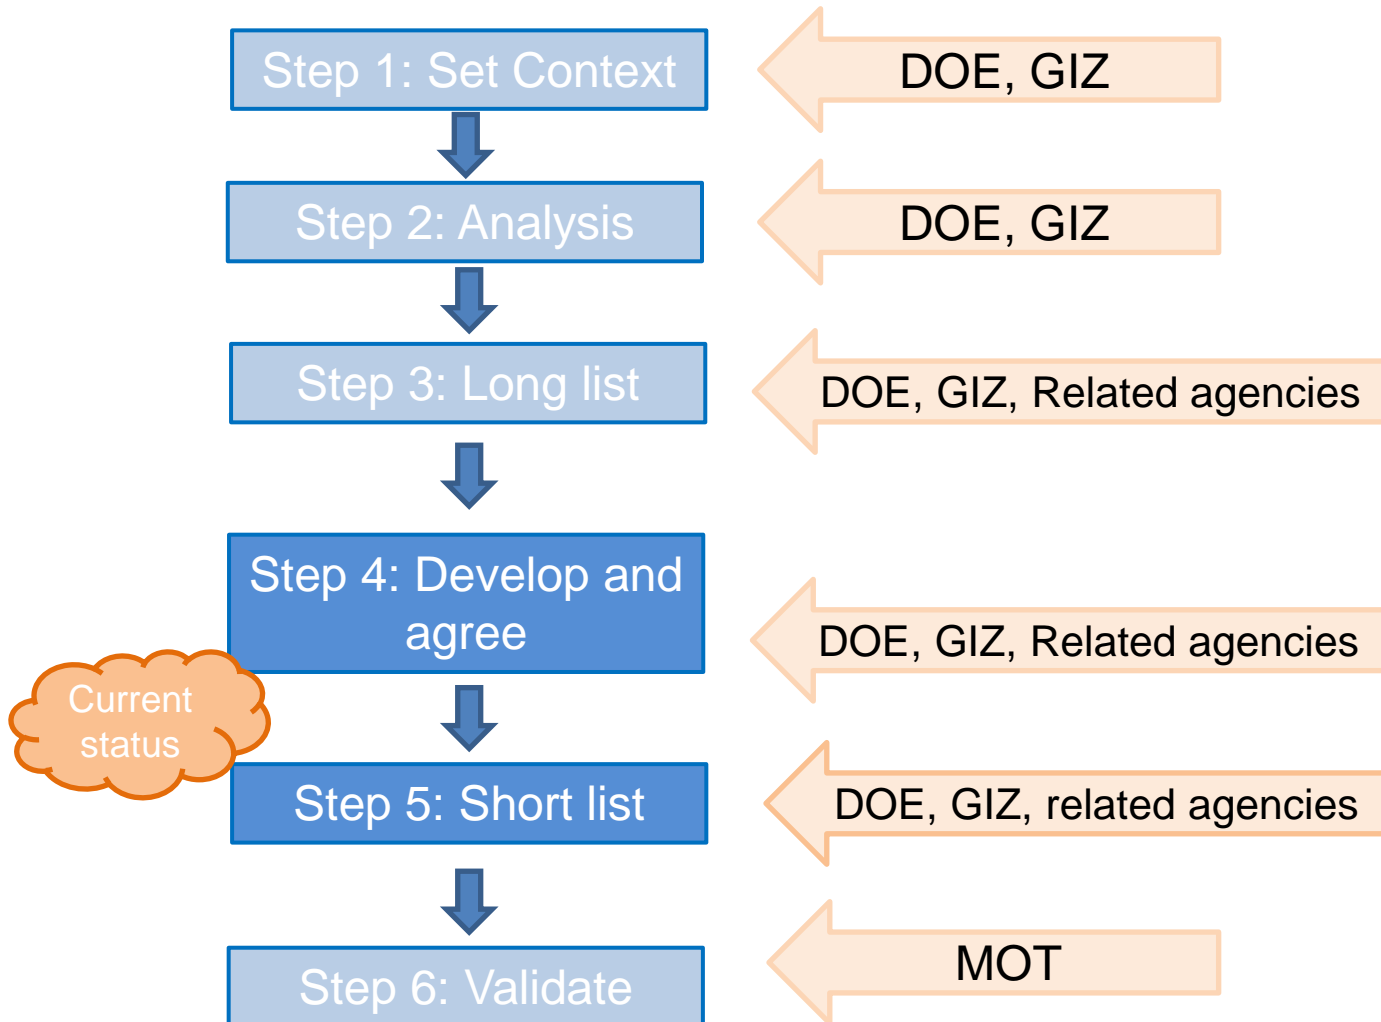 Step 1: Set Context
DOE, GIZ
Step 2: Analysis
DOE, GIZ
Step 3: Long list
DOE, GIZ, Related agencies
Step 4: Develop and
agree
DOE, GIZ, Related agencies
Current
status
Step 5: Short list
DOE, GIZ, related agencies
Step 6: Validate
MOT